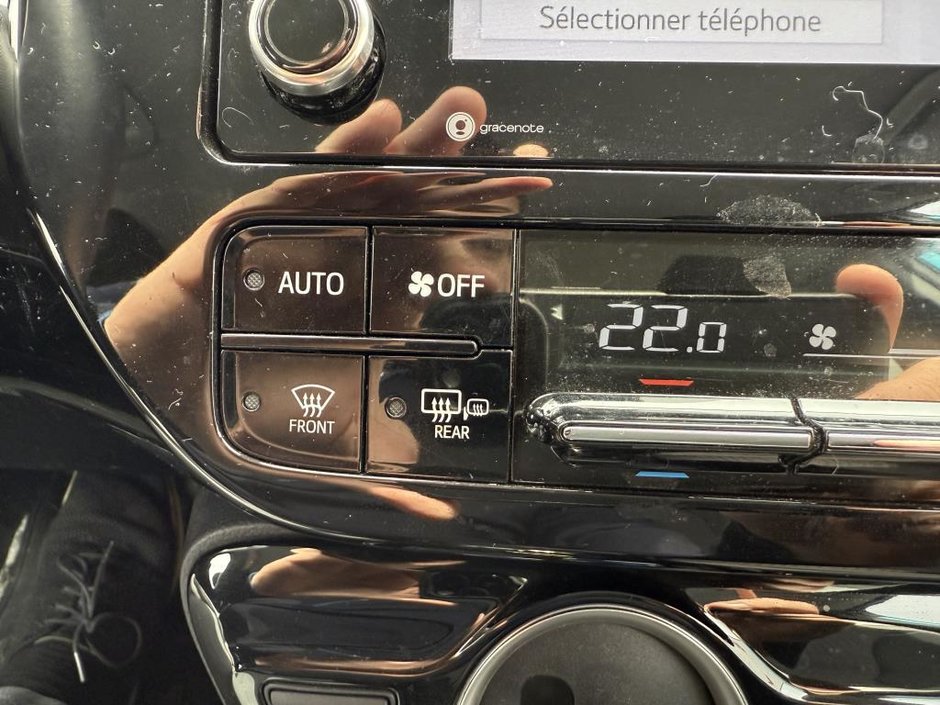 Sélectionner téléphone
gracenote
AUTO
OFF
22.0
FRONT
REAR